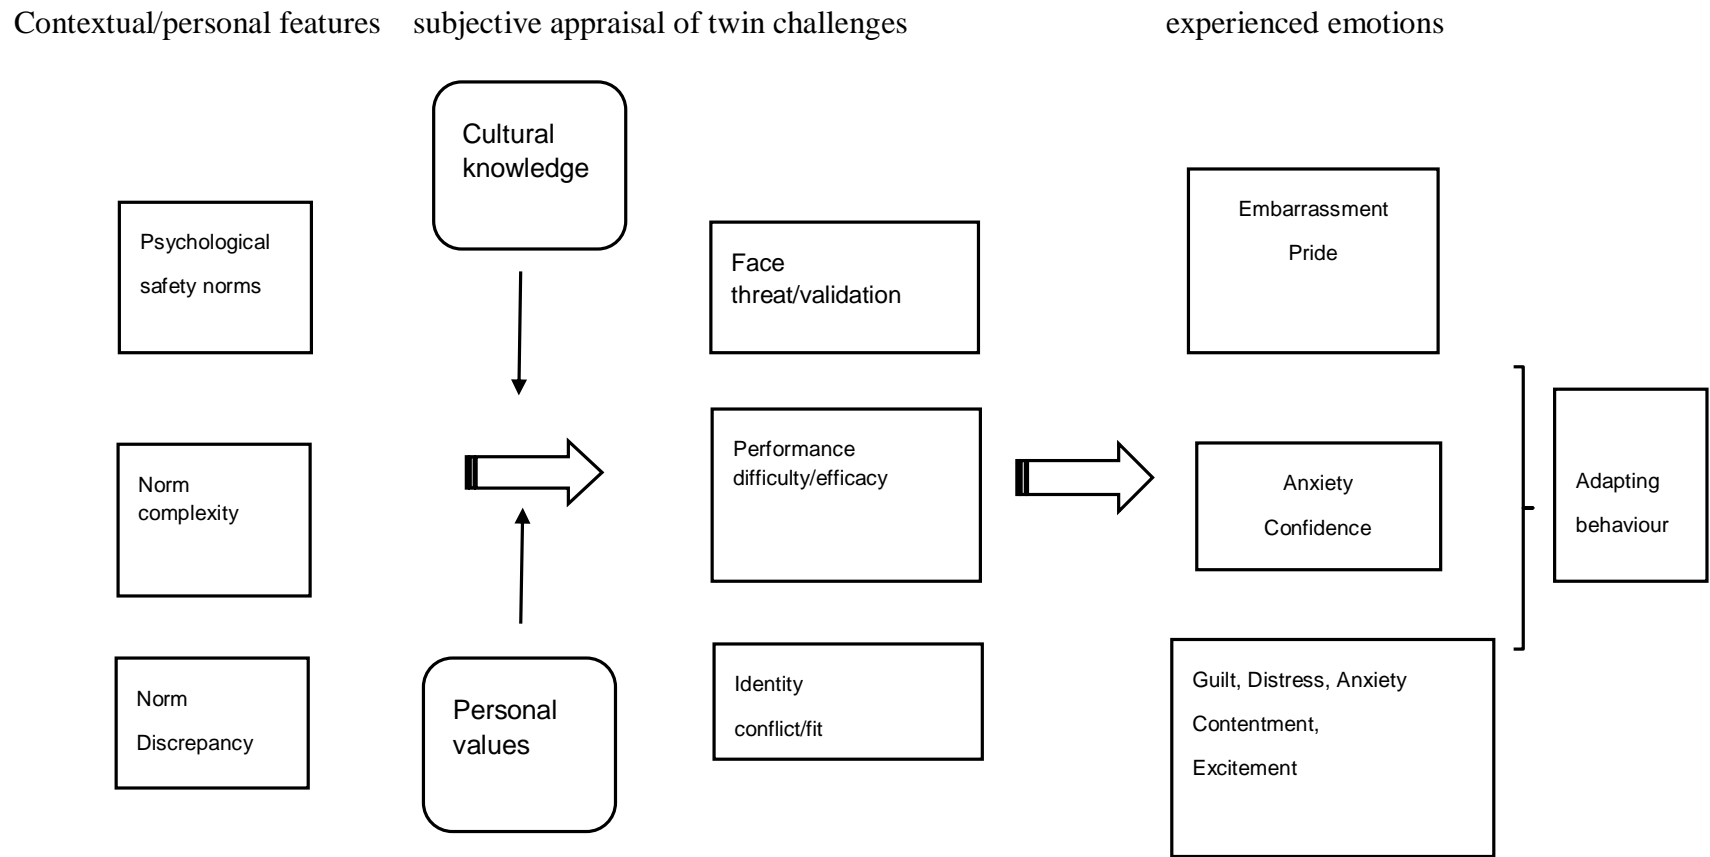 Contextual/personal features
subjective appraisal of twin challenges
experienced emotions
Cultural
knowledge
Psychological
safety norms
Face
threat/validation
Embarrassment
Pride
Norm
complexity
Performance
difficulty/efficacy
Anxiety
Confidence
Adapting
behaviour
Norm
Discrepancy
Personal
values
Identity
conflict/fit
Guilt, Distress, Anxiety
Contentment,
Excitement